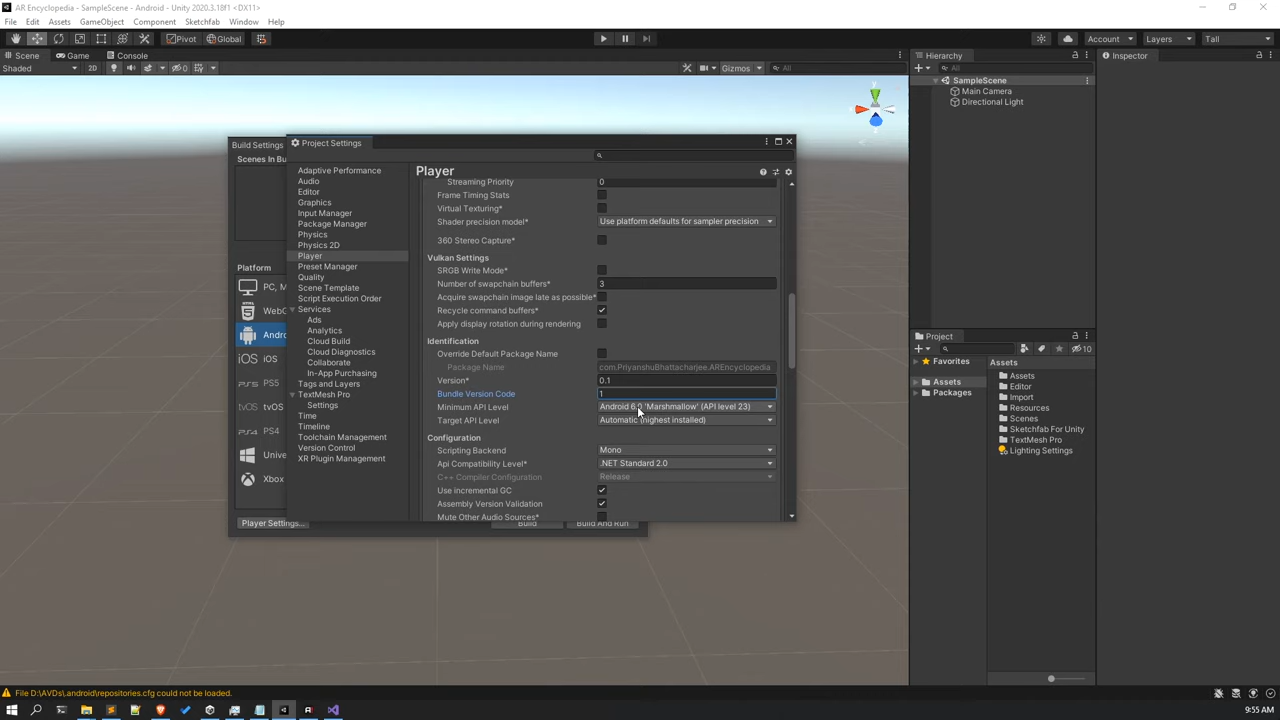 AR Encyclopedia - SampleScene - Android - Unity 2020.3.18f1 <DX11>
File Edit Assets GameObject Component Sketchfab Window Help
Pivot Global Account Layers Tall
Scene Game Console Hierarchy Inspector
Shaded 2D 0 Gizmos All All
SampleScene
Main Camera
Directional Light
Build Settings
Scenes In Bu
Platform
PC, M
WebG
Andro
iOS
PS5
tvOS
PS4
Unive
Xbox
Player Settings...
Build
Build And Run
Project Settings
Adaptive Performance
Audio
Editor
Graphics
Input Manager
Package Manager
Physics
Physics 2D
Player
Preset Manager
Quality
Scene Template
Script Execution Order
Services
Ads
Analytics
Cloud Build
Cloud Diagnostics
Collaborate
In-App Purchasing
Tags and Layers
TextMesh Pro
Settings
Time
Timeline
Toolchain Management
Version Control
XR Plugin Management
Player
Streaming Priority 0
Frame Timing Stats
Virtual Texturing*
Shader precision model* Use platform defaults for sampler precision
360 Stereo Capture*
Vulkan Settings
SRGB Write Mode*
Number of swapchain buffers* 3
Acquire swapchain image late as possible*
Recycle command buffers*
Apply display rotation during rendering
Identification
Override Default Package Name
Package Name com.PriyanshuBhattacharjee.AREncyclopedia
Version* 0.1
Bundle Version Code 1
Minimum API Level Android 6.0 'Marshmallow' (API level 23)
Target API Level Automatic (highest installed)
Configuration
Scripting Backend Mono
Api Compatibility Level* .NET Standard 2.0
C++ Compiler Configuration Release
Use incremental GC
Assembly Version Validation
Mute Other Audio Sources*
Project
10
Favorites
Assets
Packages
Assets
Assets
Editor
Import
Resources
Scenes
Sketchfab For Unity
TextMesh Pro
Lighting Settings
File D:\AVDs\.android\repositories.cfg could not be loaded.
9:55 AM